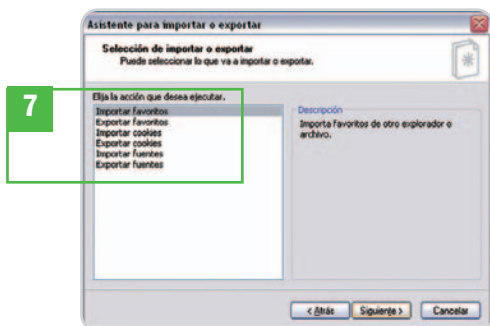 Asistente para importar o exportar
Selección de importar o exportar
Puede seleccionar lo que va a importar o exportar.
7
Elija la acción que desea ejecutar.
Importar favoritos
Exportar favoritos
Importar cookies
Exportar cookies
Importar fuentes
Exportar fuentes
Descripción
Importa Favoritos de otro explorador o
archivo.
< Atrás
Siguiente >
Cancelar